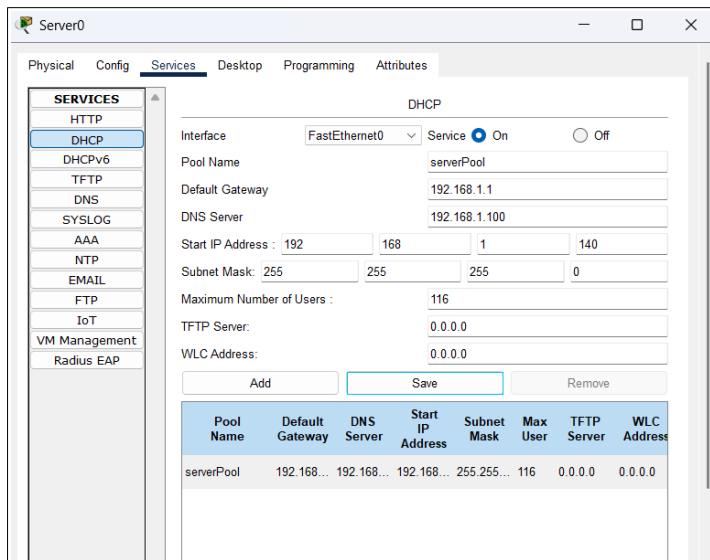 Server0
Physical Config Services Desktop Programming Attributes
SERVICES
HTTP
DHCP
DHCPv6
TFTP
DNS
SYSLOG
AAA
NTP
EMAIL
FTP
IoT
VM Management
Radius EAP
DHCP
Interface FastEthernet0 Service On Off
Pool Name serverPool
Default Gateway 192.168.1.1
DNS Server 192.168.1.100
Start IP Address : 192 168 1 140
Subnet Mask: 255 255 255 0
Maximum Number of Users : 116
TFTP Server: 0.0.0.0
WLC Address: 0.0.0.0
Add Save Remove
Pool Name Default Gateway DNS Server Start IP Address Subnet Mask Max User TFTP Server WLC Address
serverPool 192.168... 192.168... 192.168... 255.255... 116 0.0.0.0 0.0.0.0